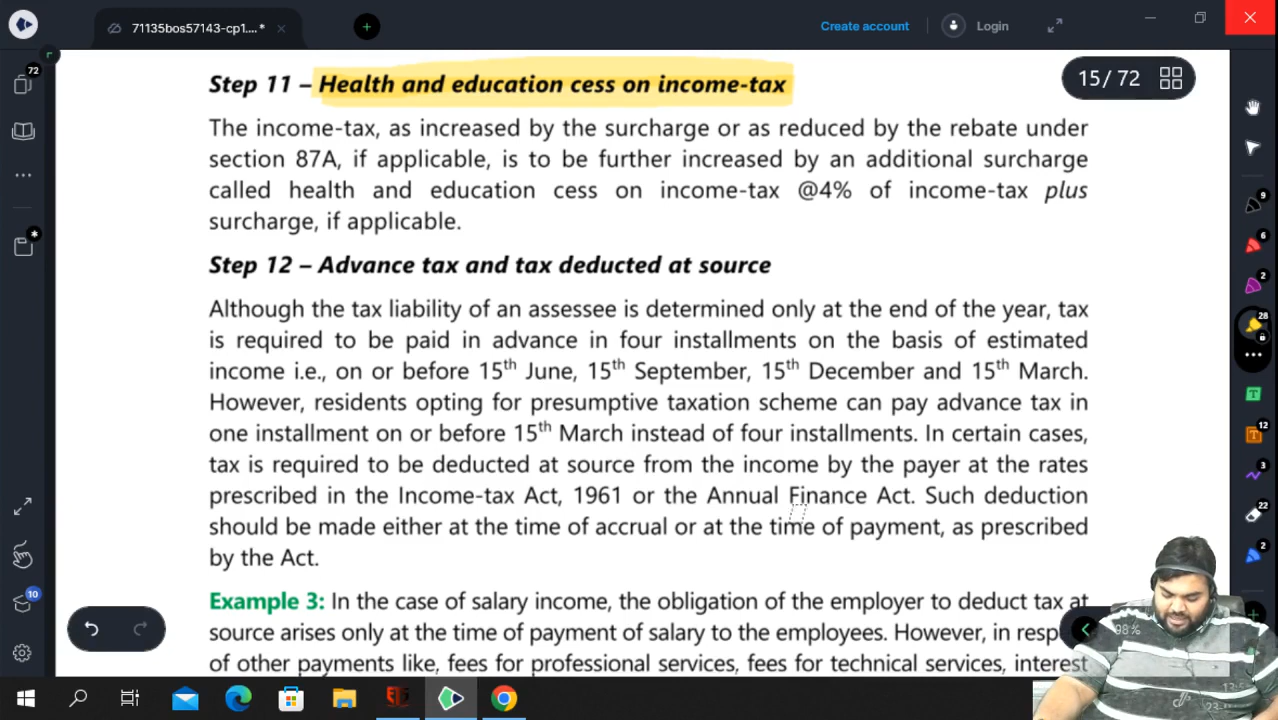 71135bos57143-cp1....*
Create account
Login
72
15/ 72
Step 11 – Health and education cess on income-tax
The income-tax, as increased by the surcharge or as reduced by the rebate under
section 87A, if applicable, is to be further increased by an additional surcharge
called health and education cess on income-tax @4% of income-tax plus
surcharge, if applicable.
Step 12 – Advance tax and tax deducted at source
Although the tax liability of an assessee is determined only at the end of the year, tax
is required to be paid in advance in four installments on the basis of estimated
income i.e., on or before 15th June, 15th September, 15th December and 15th March.
However, residents opting for presumptive taxation scheme can pay advance tax in
one installment on or before 15th March instead of four installments. In certain cases,
tax is required to be deducted at source from the income by the payer at the rates
prescribed in the Income-tax Act, 1961 or the Annual Finance Act. Such deduction
should be made either at the time of accrual or at the time of payment, as prescribed
by the Act.
Example 3: In the case of salary income, the obligation of the employer to deduct tax at
source arises only at the time of payment of salary to the employees. However, in resp
of other payments like, fees for professional services, fees for technical services, interest
9
6
2
28
12
3
22
2
10
98%